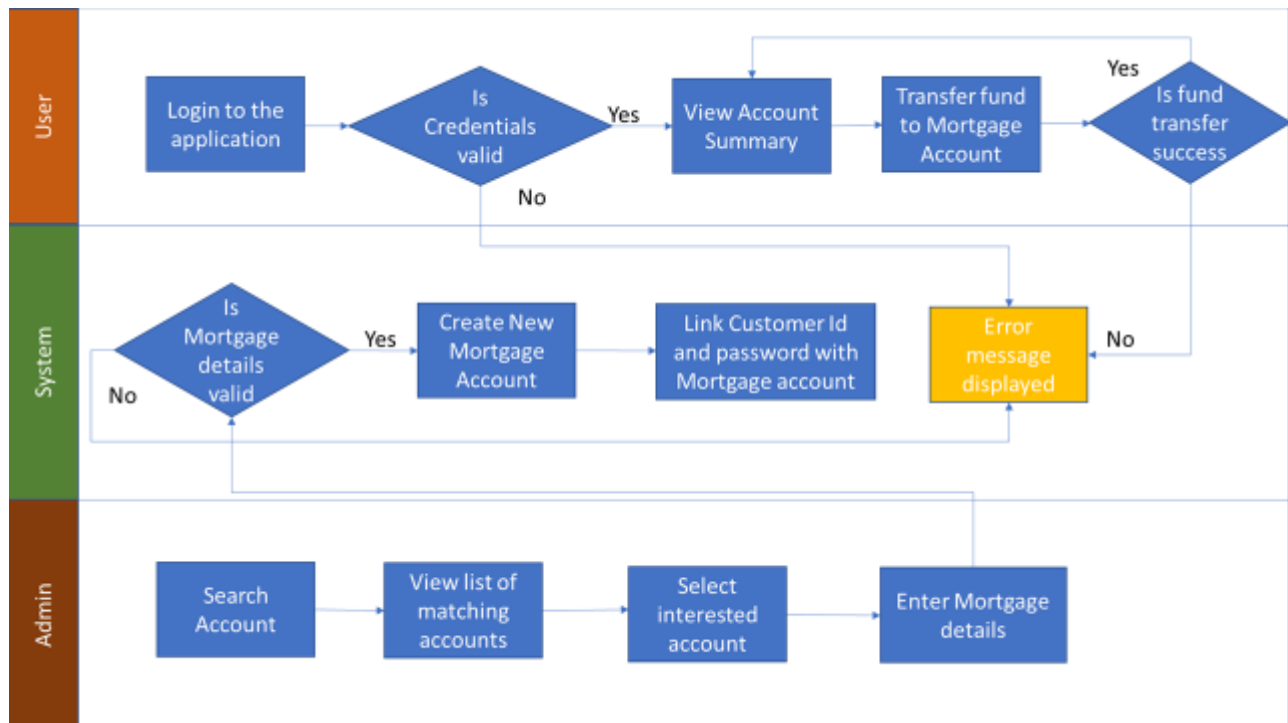 User
Login to the
application
Is
Credentials
valid
Yes
No
View Account
Summary
Transfer fund
to Mortgage
Account
Yes
Is fund
transfer
success
No
System
Is
Mortgage
details
valid
Yes
No
Create New
Mortgage
Account
Link Customer Id
and password with
Mortgage account
Error
message
displayed
Admin
Search
Account
View list of
matching
accounts
Select
interested
account
Enter Mortgage
details